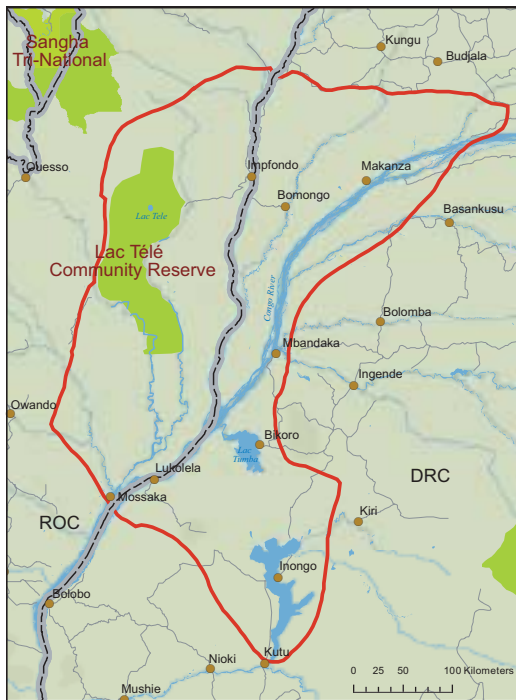 Sangha
Tri-National
Kungu
Budjala
Ouesso
Impfondo
Makanza
Bomongo
Lac Tele
Basankusu
Lac Télé
Community Reserve
Congo River
Bolomba
Mbandaka
Ingende
Owando
Bikoro
Lac
Tumba
Lukolela
DRC
Mossaka
ROC
Kiri
Inongo
Bolobo
Kutu
Nioki
Mushie
0 25 50 100 Kilometers